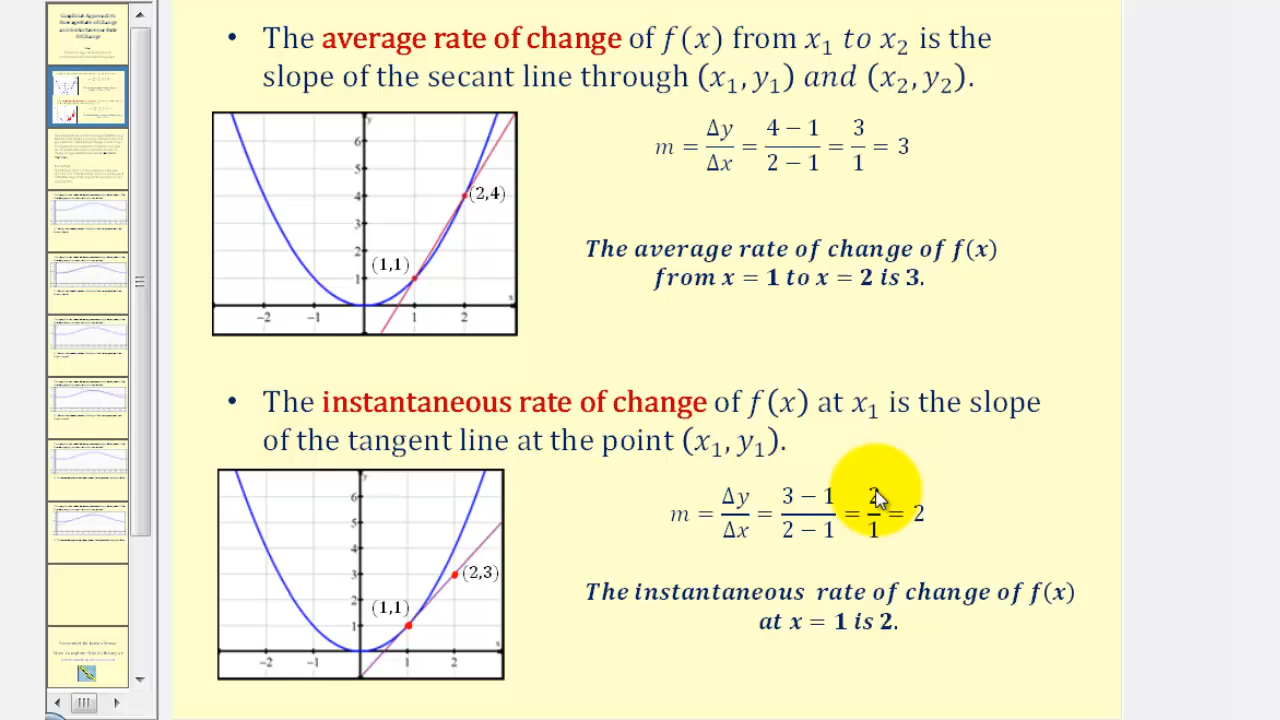 • The average rate of change of f(x) from x₁ to x₂ is the
slope of the secant line through (x₁, y₁) and (x₂, y₂).
m = Δy/Δx = (4 − 1)/(2 − 1) = 3/1 = 3
y
6
5
4
3
2
1
(2,4)
(1,1)
x
−2 −1 1 2
The average rate of change of f(x)
from x = 1 to x = 2 is 3.
• The instantaneous rate of change of f(x) at x₁ is the slope
of the tangent line at the point (x₁, y₁).
m = Δy/Δx = (3 − 1)/(2 − 1) = 2/1 = 2
y
6
5
4
3
2
1
(2,3)
(1,1)
x
−2 −1 1 2
The instantaneous rate of change of f(x)
at x = 1 is 2.